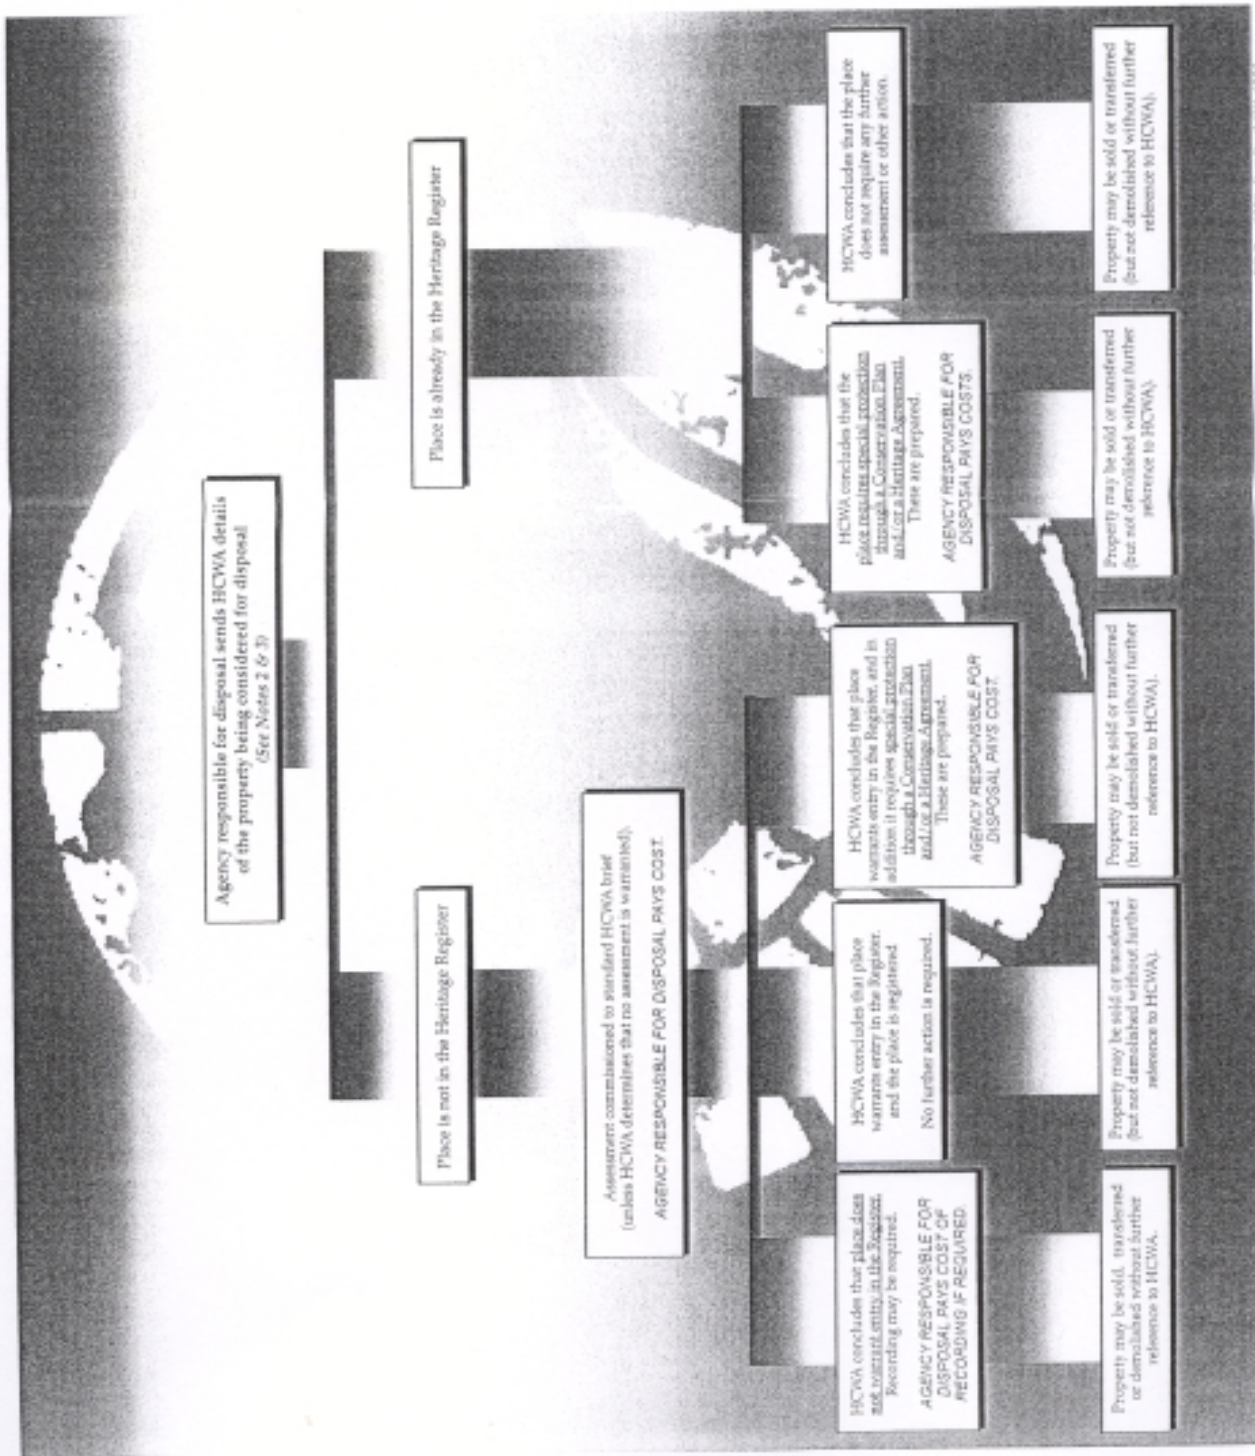 Agency responsible for disposal sends HCWA details
of the property being considered for disposal
(See Notes 2 & 3)
Place is not in the Heritage Register
Place is already in the Heritage Register
Assessment commissioned to standard HCWA brief
(unless HCWA determines that no assessment is warranted).
AGENCY RESPONSIBLE FOR DISPOSAL PAYS COST.
HCWA concludes that place does
not warrant entry in the Register.
Recording may be required.
AGENCY RESPONSIBLE FOR
DISPOSAL PAYS COST OF
RECORDING IF REQUIRED.
HCWA concludes that place
warrants entry in the Register.
and the place is registered
No further action is required.
HCWA concludes that place
warrants entry in the Register, and in
addition it requires special protection
through a Conservation Plan
and/or a Heritage Agreement.
These are prepared.
AGENCY RESPONSIBLE FOR
DISPOSAL PAYS COST.
HCWA concludes that the
place requires special protection
through a Conservation Plan
and/or a Heritage Agreement.
These are prepared.
AGENCY RESPONSIBLE FOR
DISPOSAL PAYS COSTS.
HCWA concludes that the place
does not require any further
assessment or other action.
Property may be sold, transferred
or demolished without further
reference to HCWA.
Property may be sold or transferred
(but not demolished without further
reference to HCWA).
Property may be sold or transferred
(but not demolished without further
reference to HCWA).
Property may be sold or transferred
(but not demolished without further
reference to HCWA).
Property may be sold or transferred
(but not demolished without further
reference to HCWA).